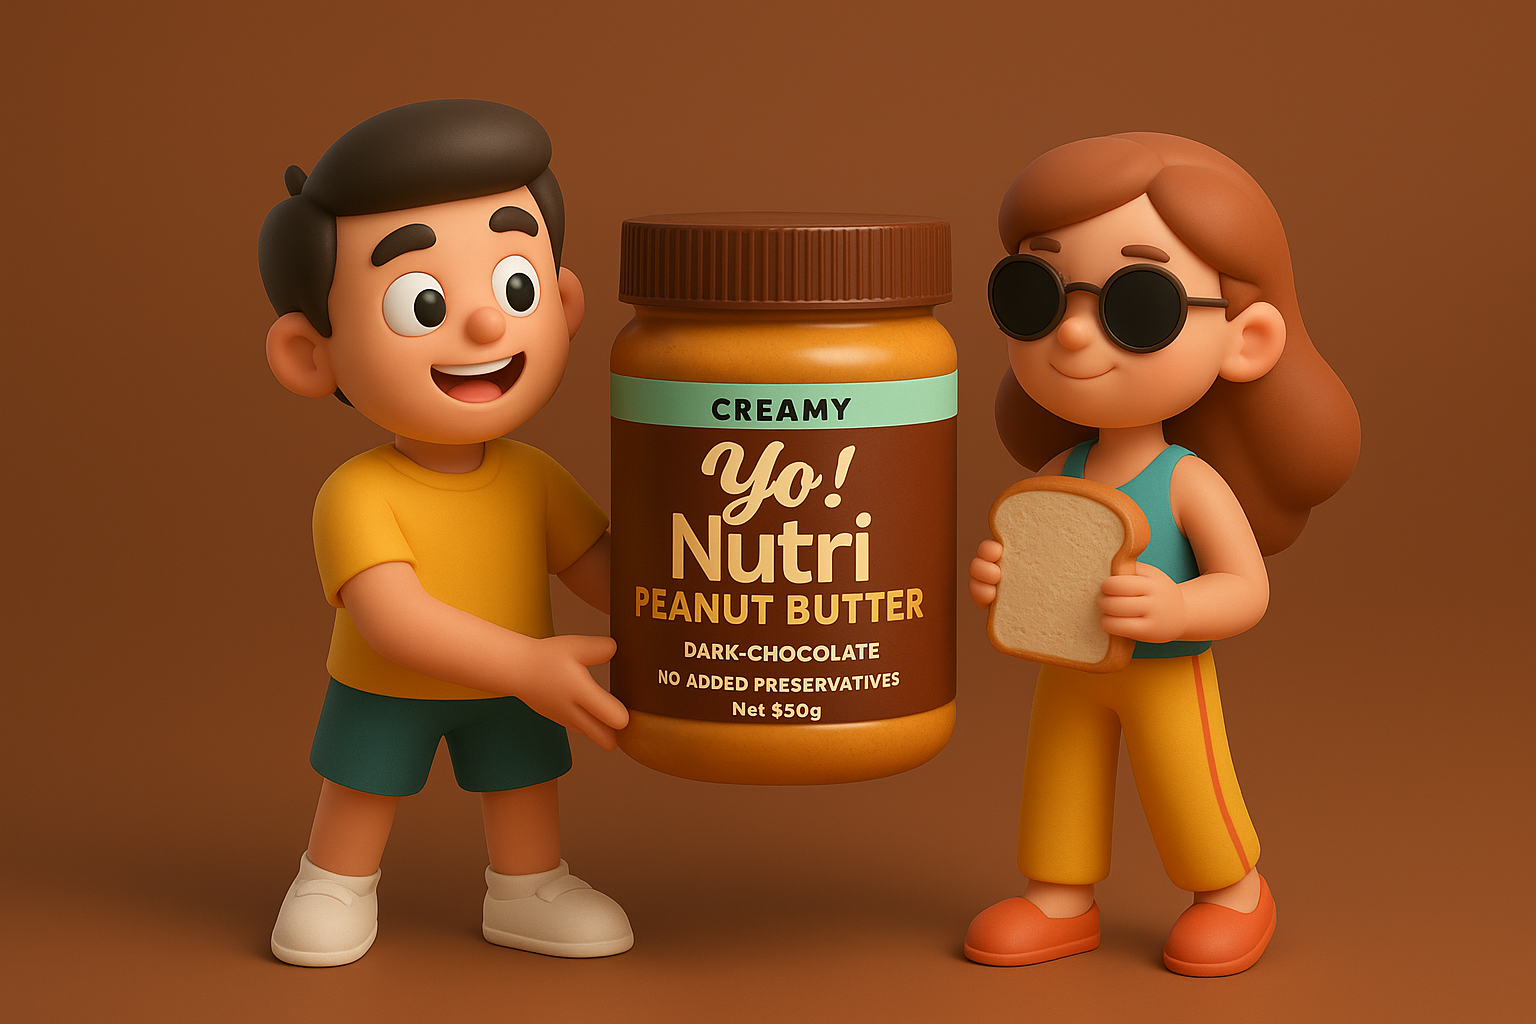 CREAMY
Yo!
Nutri
PEANUT BUTTER
DARK-CHOCOLATE
NO ADDED PRESERVATIVES
Net $50g